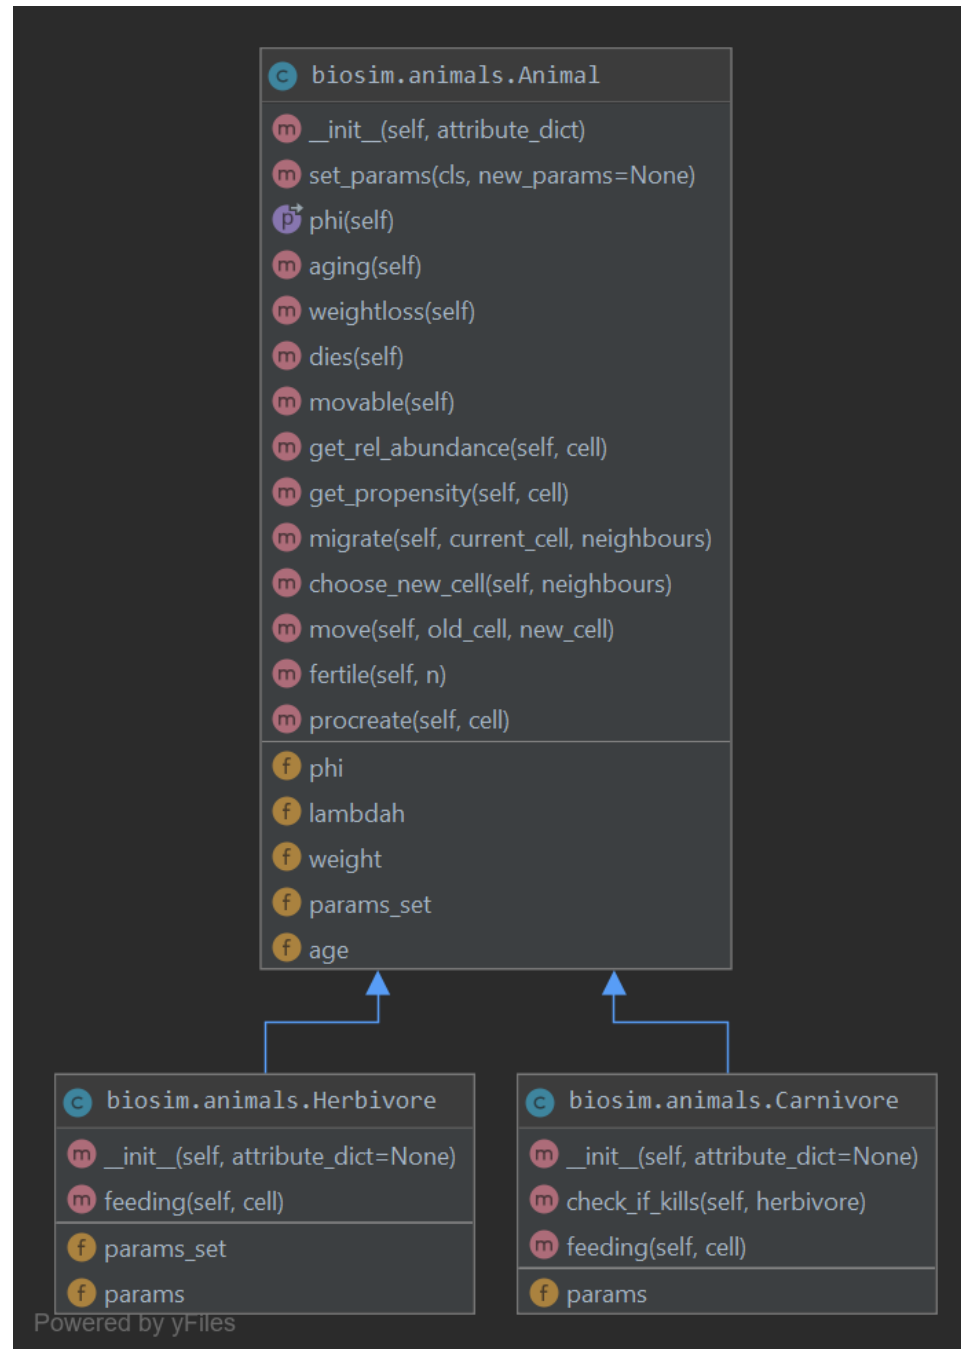 biosim.animals.Animal
__init__(self, attribute_dict)
set_params(cls, new_params=None)
phi(self)
aging(self)
weightloss(self)
dies(self)
movable(self)
get_rel_abundance(self, cell)
get_propensity(self, cell)
migrate(self, current_cell, neighbours)
choose_new_cell(self, neighbours)
move(self, old_cell, new_cell)
fertile(self, n)
procreate(self, cell)
phi
lambdah
weight
params_set
age
biosim.animals.Herbivore
__init__(self, attribute_dict=None)
feeding(self, cell)
params_set
params
biosim.animals.Carnivore
__init__(self, attribute_dict=None)
check_if_kills(self, herbivore)
feeding(self, cell)
params
Powered by yFiles